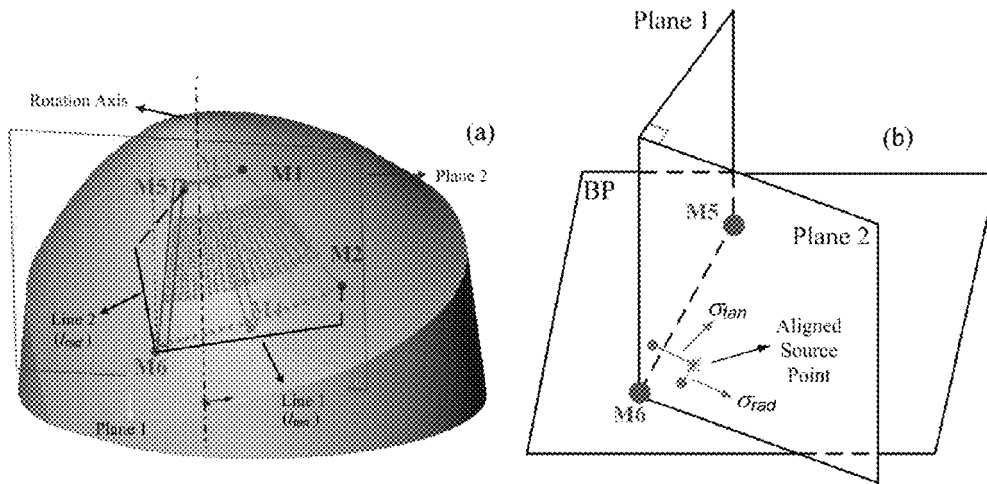 Rotation Axis
(a)
M5
M1
Plane 2
M2
Line 2
M6
Line 1
Plane 1
Plane 1
(b)
BP
M5
Plane 2
σtan
Aligned
Source
Point
σrad
M6